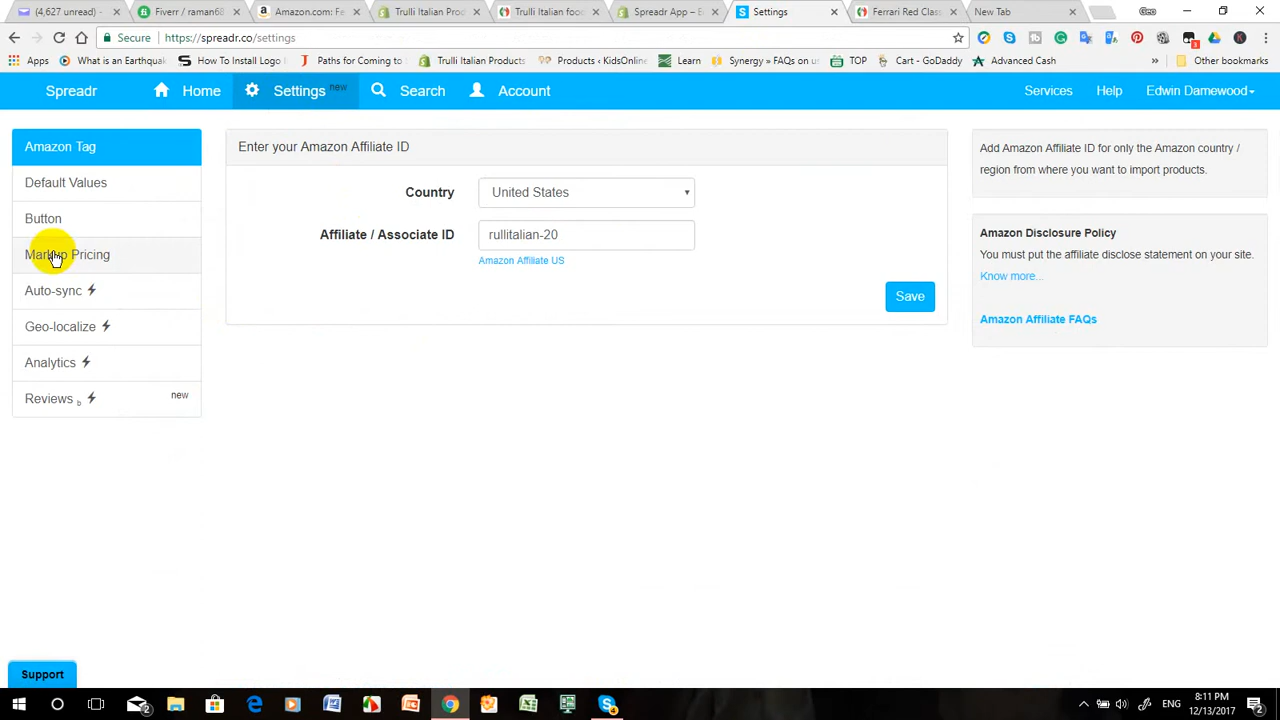 (4,627 unread) -
Fiverr / raman68
Amazon.com: Fe
Trulli Italian Prod
Trulli Italian food
Spreadr App – E
Settings
Ferrari Red Class
New Tab
Secure https://spreadr.co/settings
Apps
What is an Earthquak
How To Install Logo
Paths for Coming to
Trulli Italian Products
Products ‹ KidsOnline
Learn
Synergy » FAQs on u
TOP
Cart - GoDaddy
Advanced Cash
»
Other bookmarks
Spreadr
Home
Settings new
Search
Account
Services
Help
Edwin Damewood
Amazon Tag
Default Values
Button
Markup Pricing
Auto-sync
Geo-localize
Analytics
Reviews b new
Enter your Amazon Affiliate ID
Country United States
Affiliate / Associate ID rullitalian-20
Amazon Affiliate US
Save
Add Amazon Affiliate ID for only the Amazon country /
region from where you want to import products.
Amazon Disclosure Policy
You must put the affiliate disclose statement on your site.
Know more...
Amazon Affiliate FAQs
Support
ENG
8:11 PM
12/13/2017